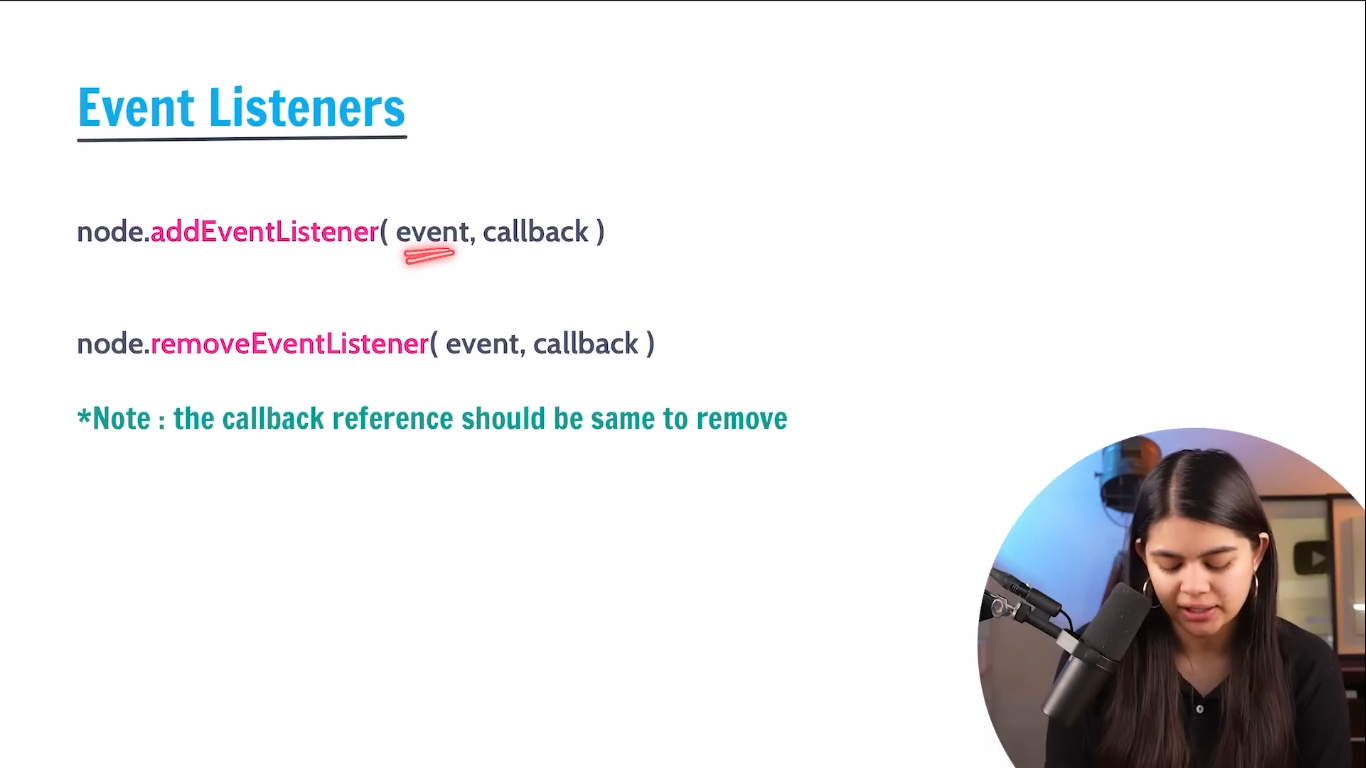 Event Listeners
node.addEventListener( event, callback )
node.removeEventListener( event, callback )
*Note : the callback reference should be same to remove